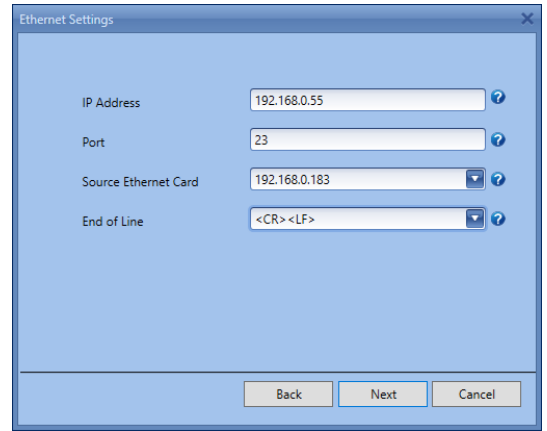 Ethernet Settings
IP Address 192.168.0.55
Port 23
Source Ethernet Card 192.168.0.183
End of Line <CR><LF>
Back Next Cancel